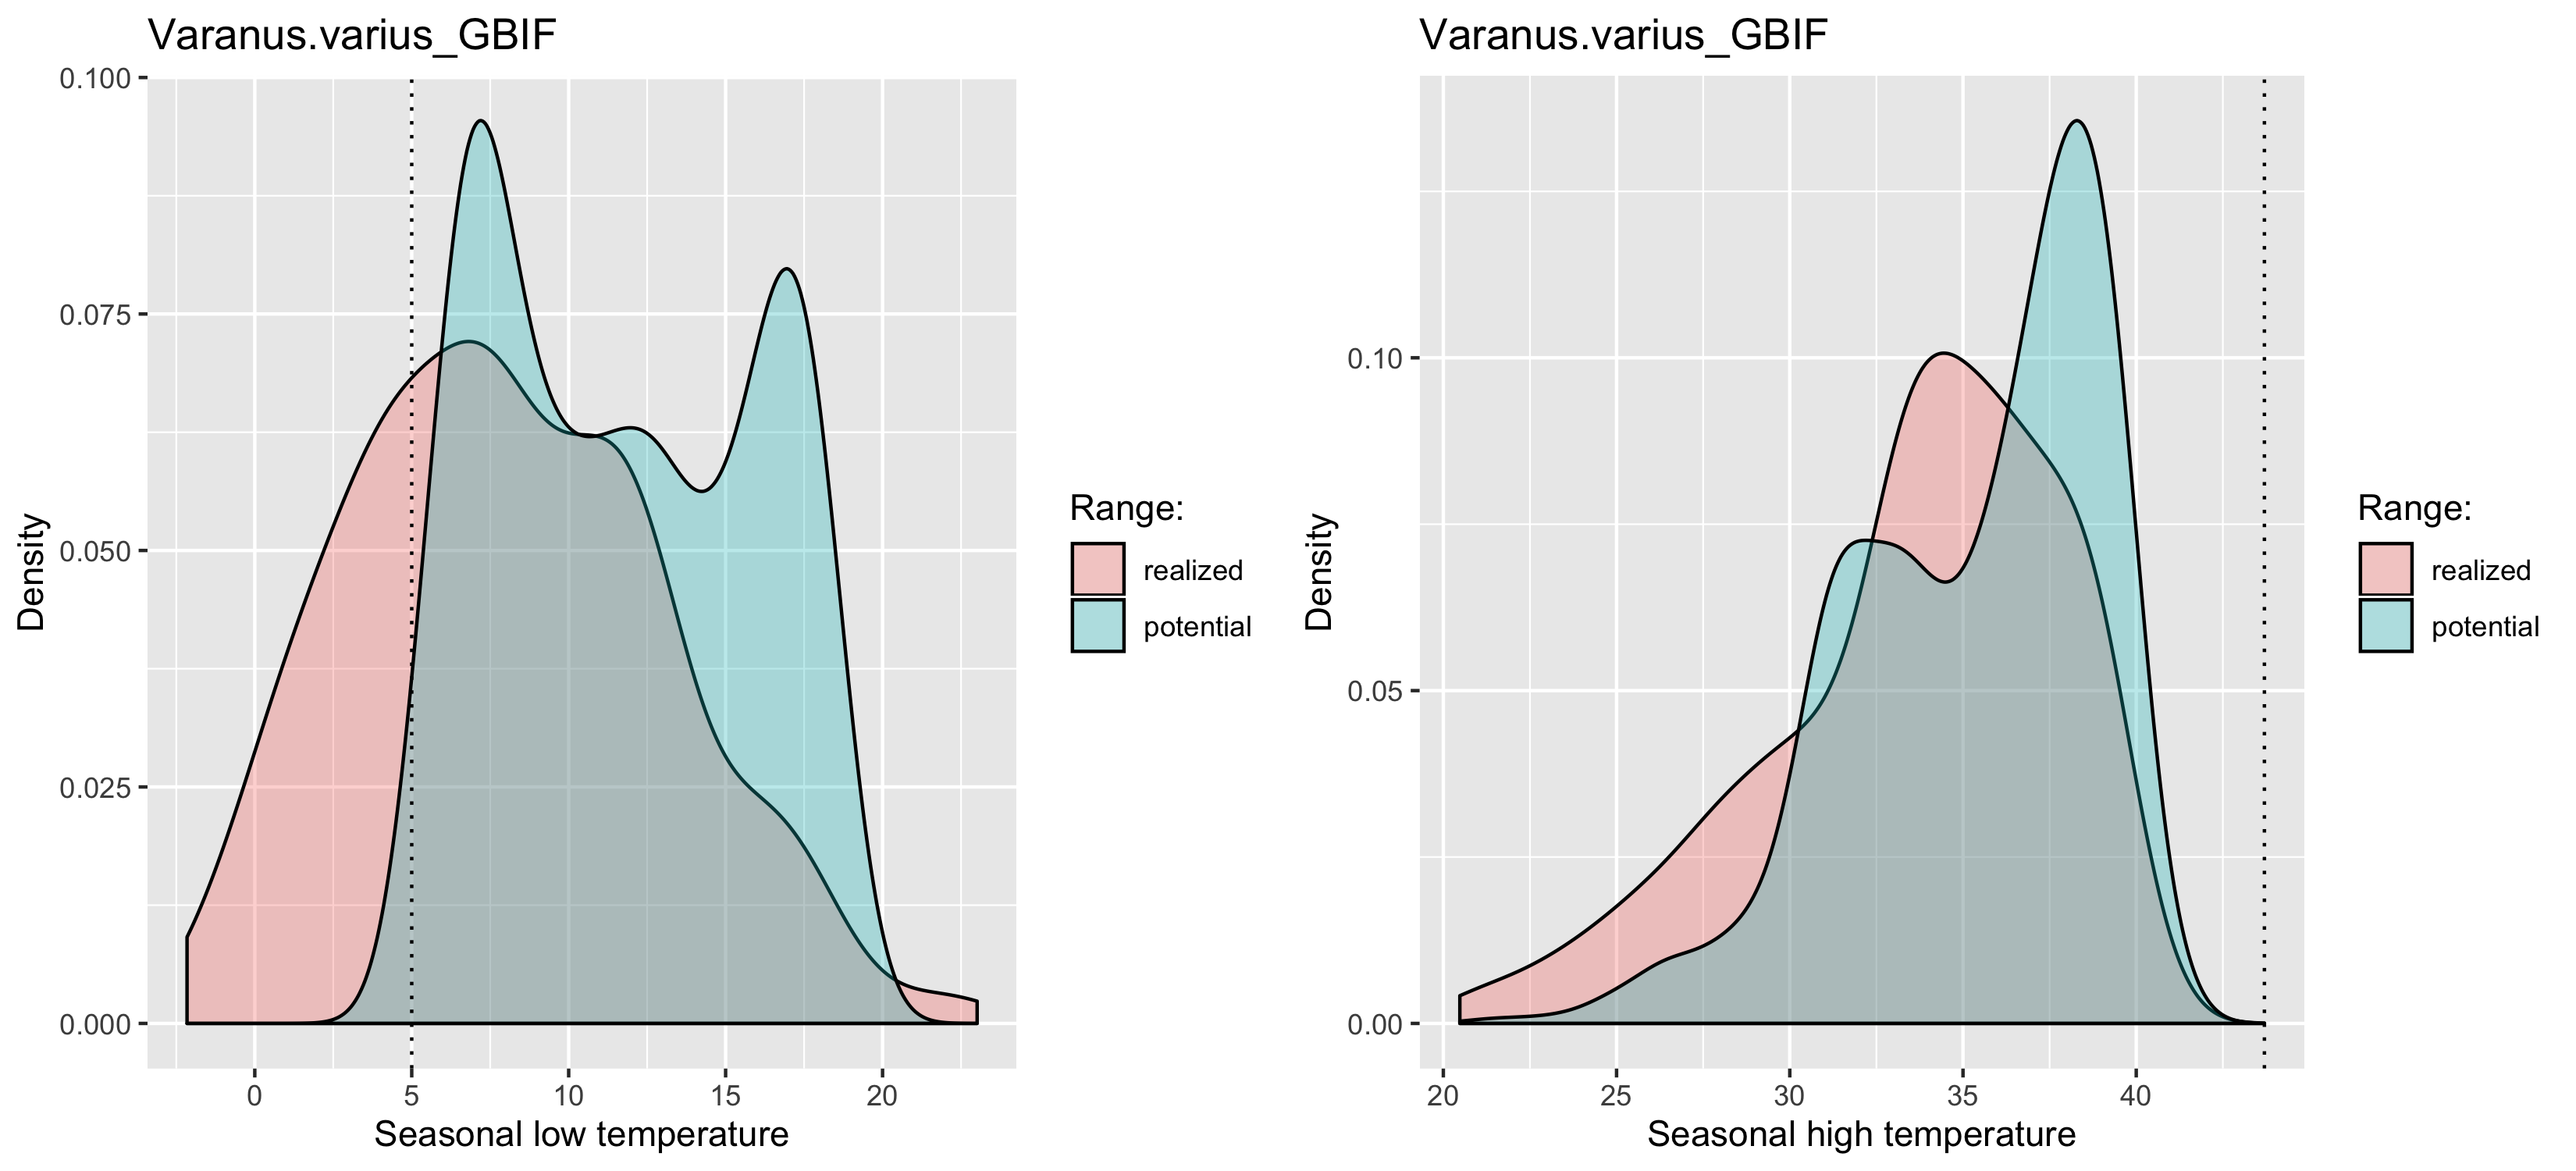 Varanus.varius_GBIF
0.100
0.075
0.050
0.025
0.000
Density
0
5
10
15
20
Seasonal low temperature
Range:
realized
potential
Varanus.varius_GBIF
0.10
0.05
0.00
Density
20
25
30
35
40
Seasonal high temperature
Range:
realized
potential